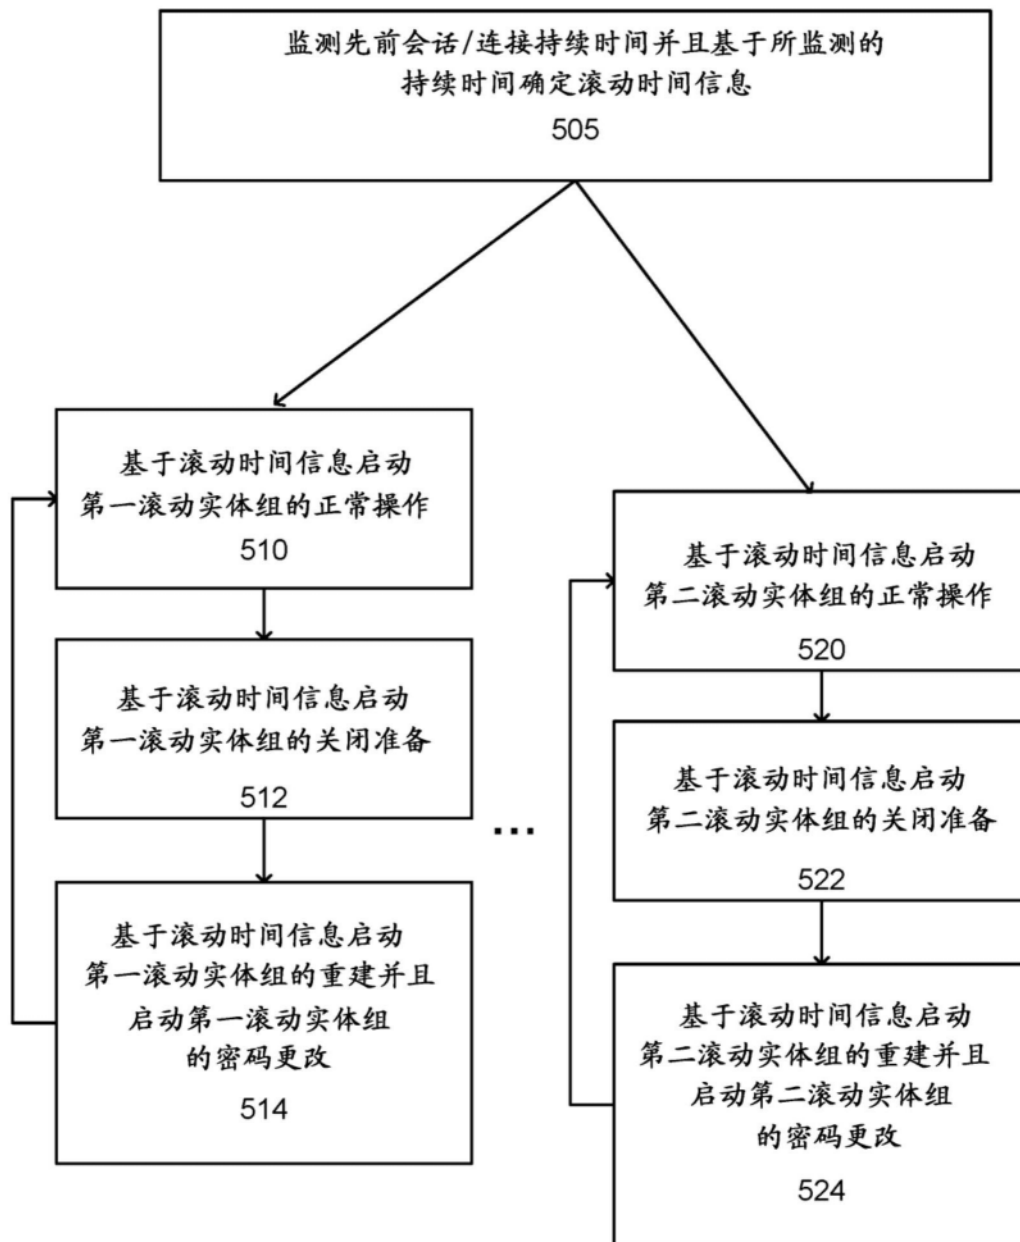 监测先前会话/连接持续时间并且基于所监测的
持续时间确定滚动时间信息
505
基于滚动时间信息启动
第一滚动实体组的正常操作
510
基于滚动时间信息启动
第一滚动实体组的关闭准备
512
基于滚动时间信息启动
第一滚动实体组的重建并且
启动第一滚动实体组
的密码更改
514
...
基于滚动时间信息启动
第二滚动实体组的正常操作
520
基于滚动时间信息启动
第二滚动实体组的关闭准备
522
基于滚动时间信息启动
第二滚动实体组的重建并且
启动第二滚动实体组
的密码更改
524